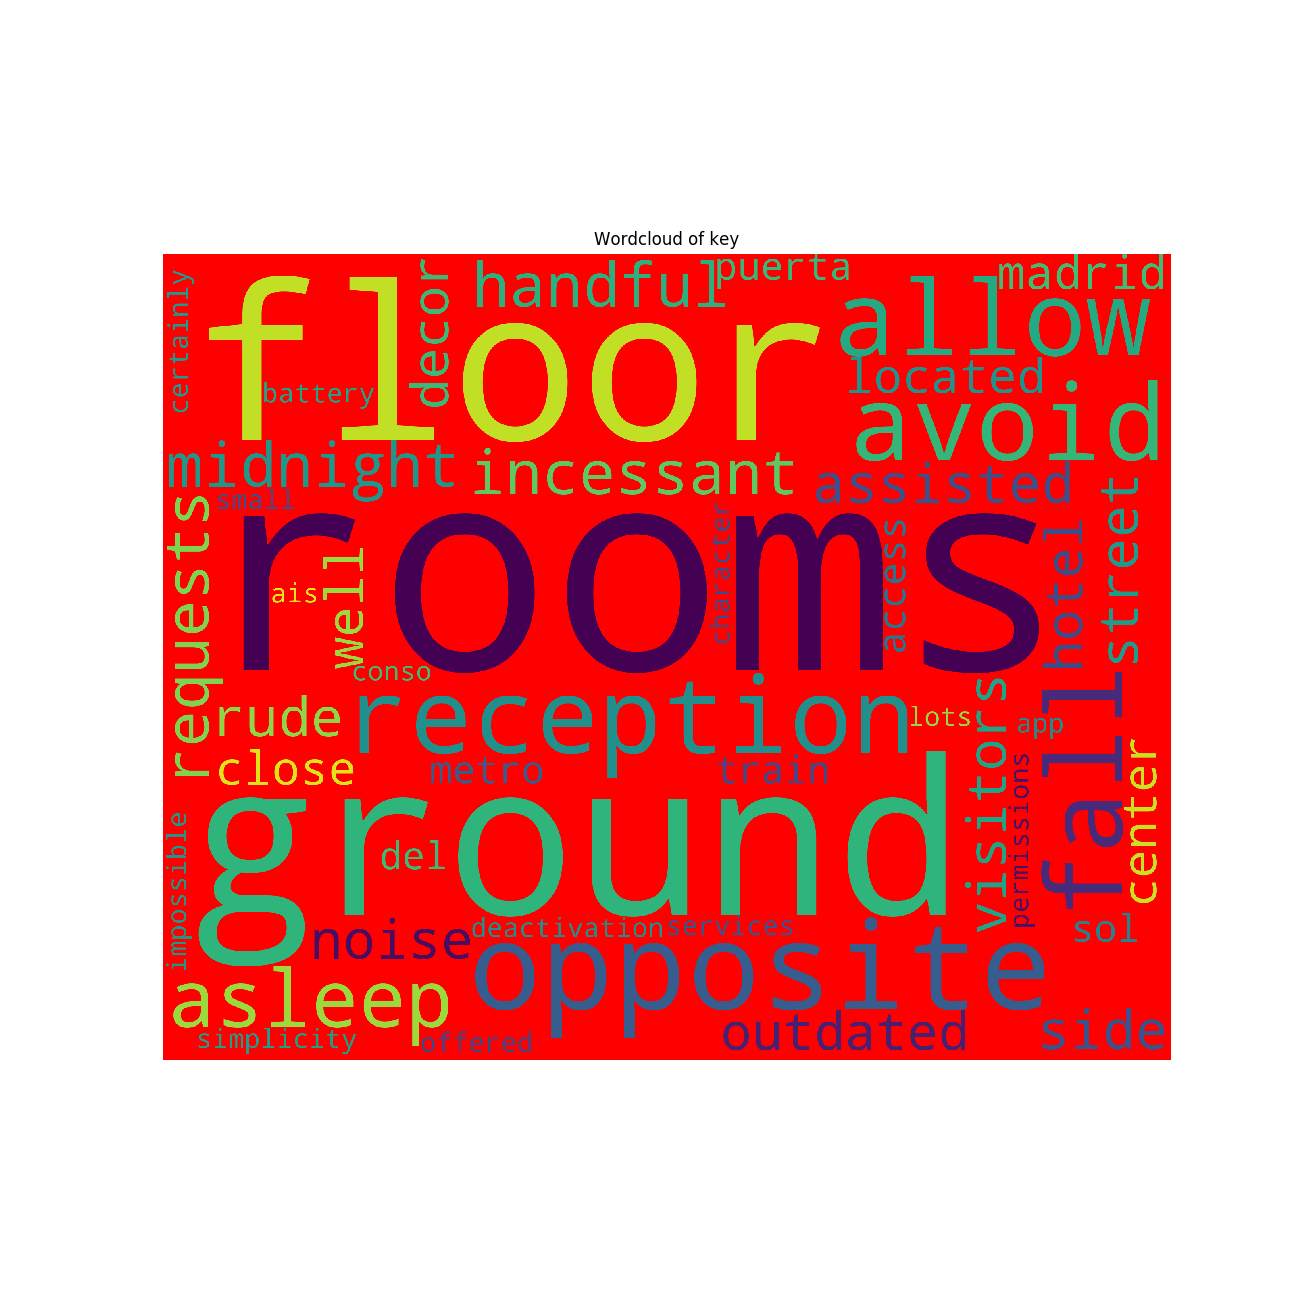 Wordcloud of key
certainly
floor
battery
decor
handful
puerta
madrid
allow
located
avoid
midnight
incessant
assisted
small
requests
rooms
ais
well
conso
character
access
hotel
street
rude
reception
lots
visitors
app
fall
close
metro
train
permissions
center
impossible
ground
del
noise
deactivation
services
sol
asleep
opposite
simplicity
offered
outdated
side